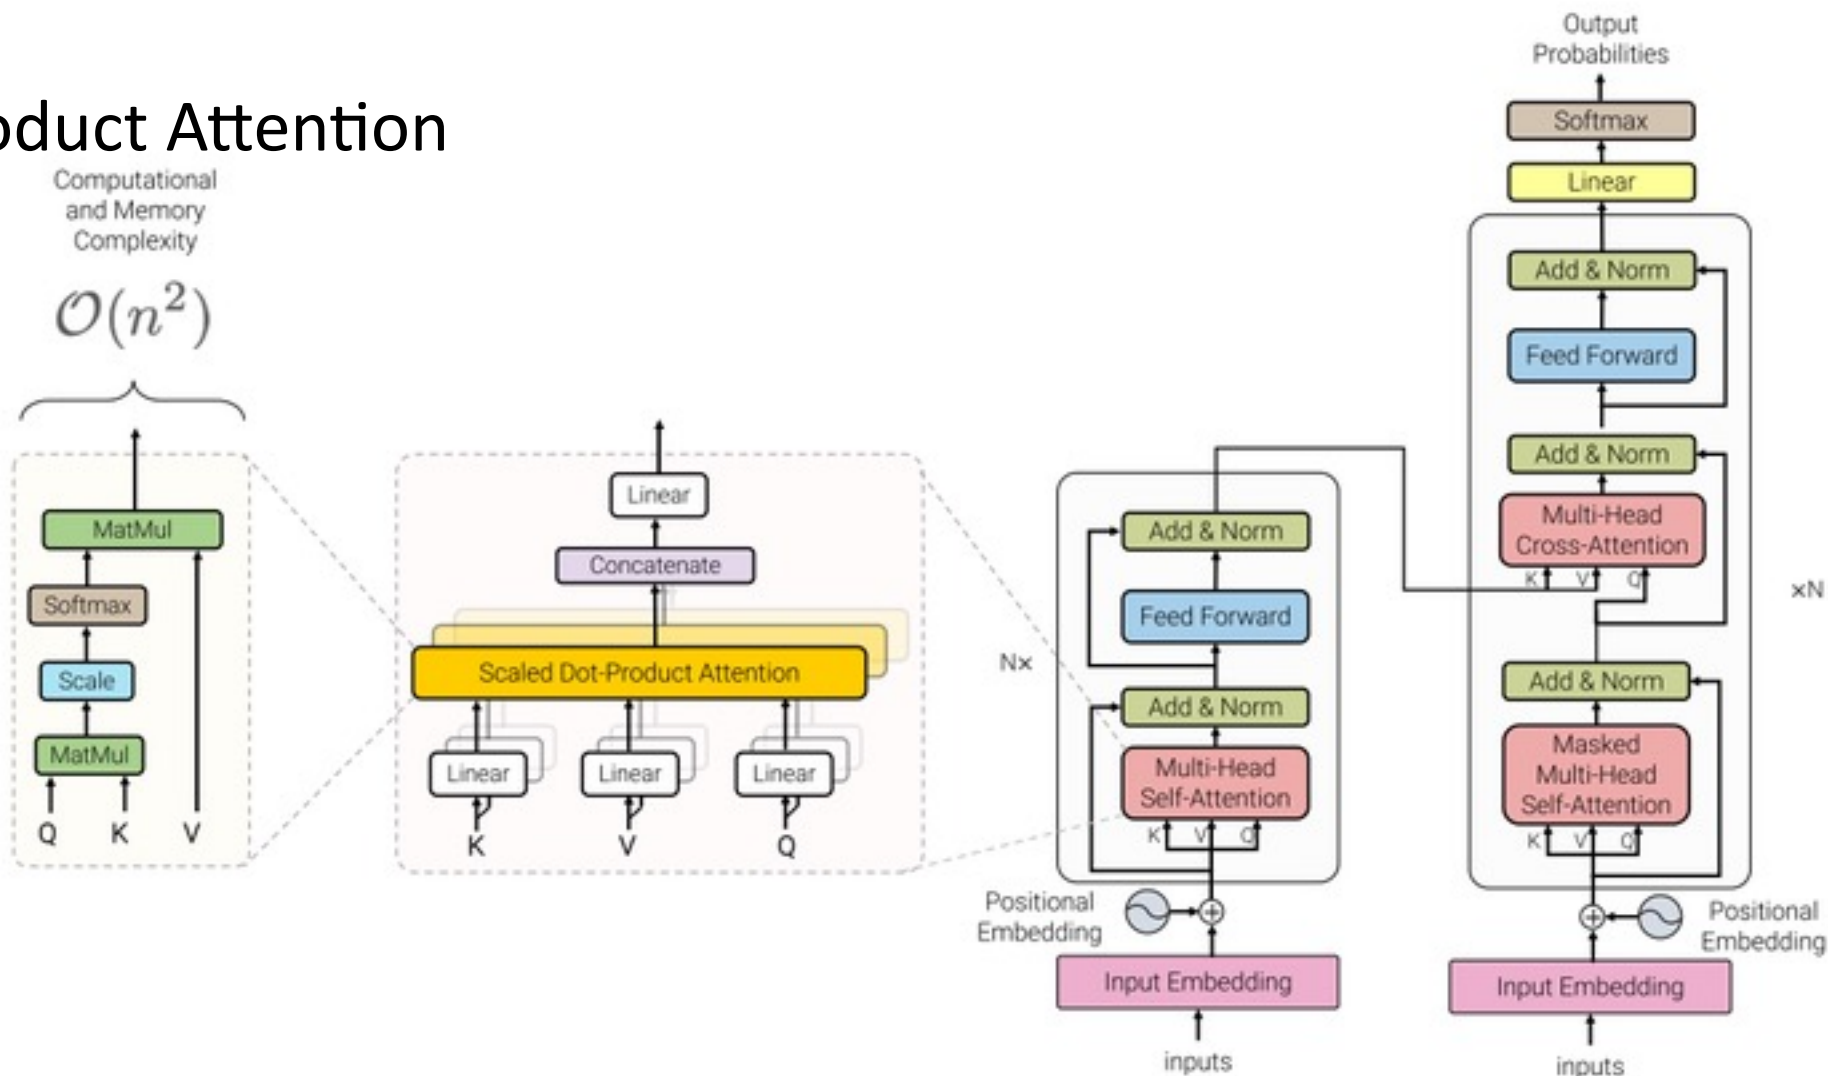 oduct Attention
Computational
and Memory
Complexity
O(n²)
MatMul
Softmax
Scale
MatMul
Q K V
Linear
Concatenate
Scaled Dot-Product Attention
Linear Linear Linear
K V Q
Add & Norm
Feed Forward
N×
Add & Norm
Multi-Head
Self-Attention
K V Q
Positional
Embedding
Input Embedding
inputs
Output
Probabilities
Softmax
Linear
Add & Norm
Feed Forward
Add & Norm
Multi-Head
Cross-Attention
K V Q
×N
Add & Norm
Masked
Multi-Head
Self-Attention
K V Q
Positional
Embedding
Input Embedding
inputs